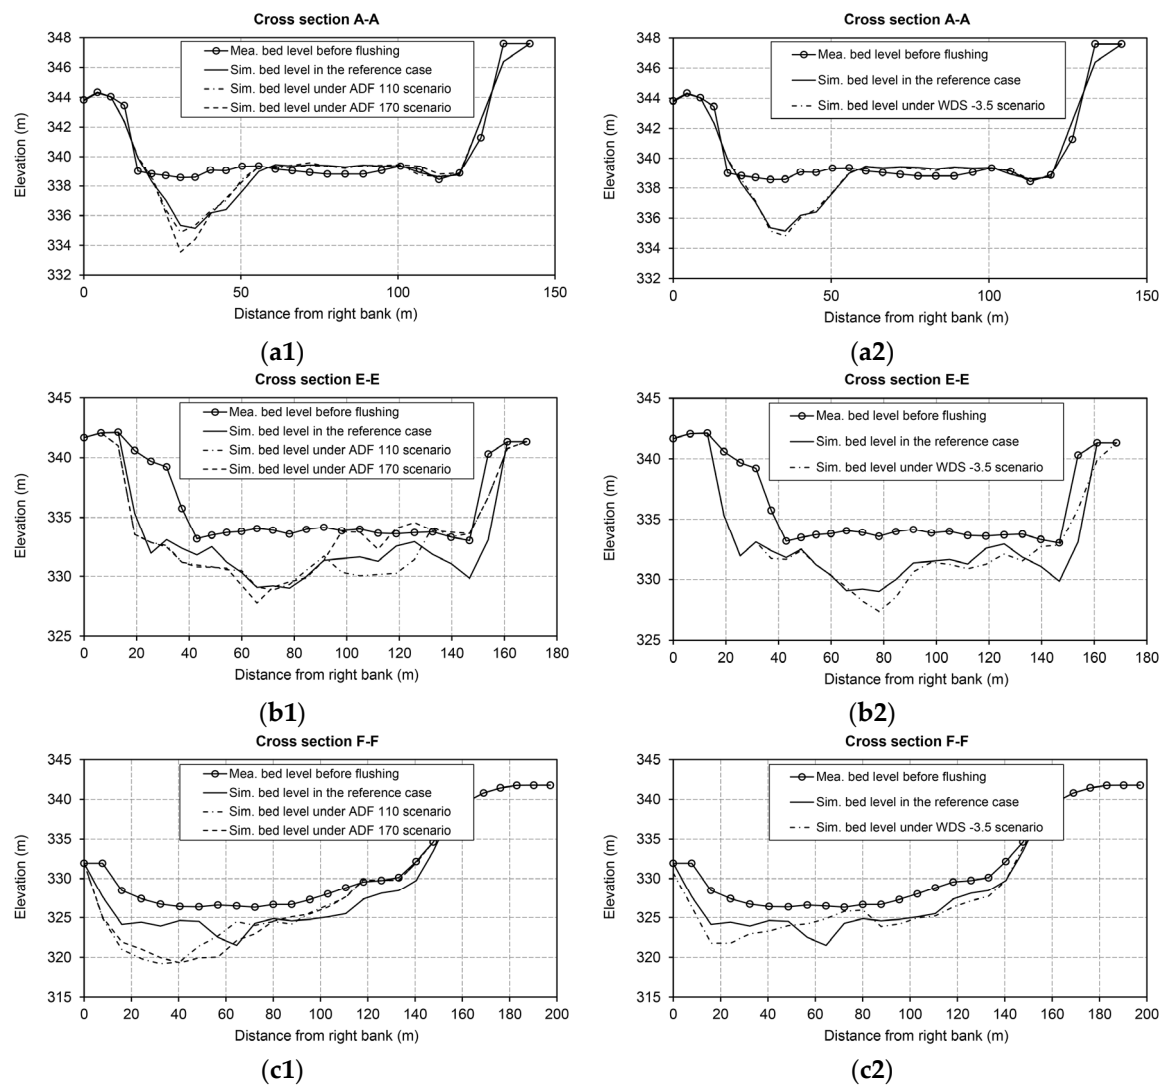 Cross section A-A
348
346
344
342
340
338
336
334
332
Elevation (m)
Mea. bed level before flushing
Sim. bed level in the reference case
Sim. bed level under ADF 110 scenario
Sim. bed level under ADF 170 scenario
0 50 100 150
Distance from right bank (m)
(a1)
Cross section A-A
348
346
344
342
340
338
336
334
332
Elevation (m)
Mea. bed level before flushing
Sim. bed level in the reference case
Sim. bed level under WDS -3.5 scenario
0 50 100 150
Distance from right bank (m)
(a2)
Cross section E-E
345
340
335
330
325
Elevation (m)
Mea. bed level before flushing
Sim. bed level in the reference case
Sim. bed level under ADF 110 scenario
Sim. bed level under ADF 170 scenario
0 20 40 60 80 100 120 140 160 180
Distance from right bank (m)
(b1)
Cross section E-E
345
340
335
330
325
Elevation (m)
Mea. bed level before flushing
Sim. bed level in the reference case
Sim. bed level under WDS -3.5 scenario
0 20 40 60 80 100 120 140 160 180
Distance from right bank (m)
(b2)
Cross section F-F
345
340
335
330
325
320
315
Elevation (m)
Mea. bed level before flushing
Sim. bed level in the reference case
Sim. bed level under ADF 110 scenario
Sim. bed level under ADF 170 scenario
0 20 40 60 80 100 120 140 160 180 200
Distance from right bank (m)
(c1)
Cross section F-F
345
340
335
330
325
320
315
Elevation (m)
Mea. bed level before flushing
Sim. bed level in the reference case
Sim. bed level under WDS -3.5 scenario
0 20 40 60 80 100 120 140 160 180 200
Distance from right bank (m)
(c2)